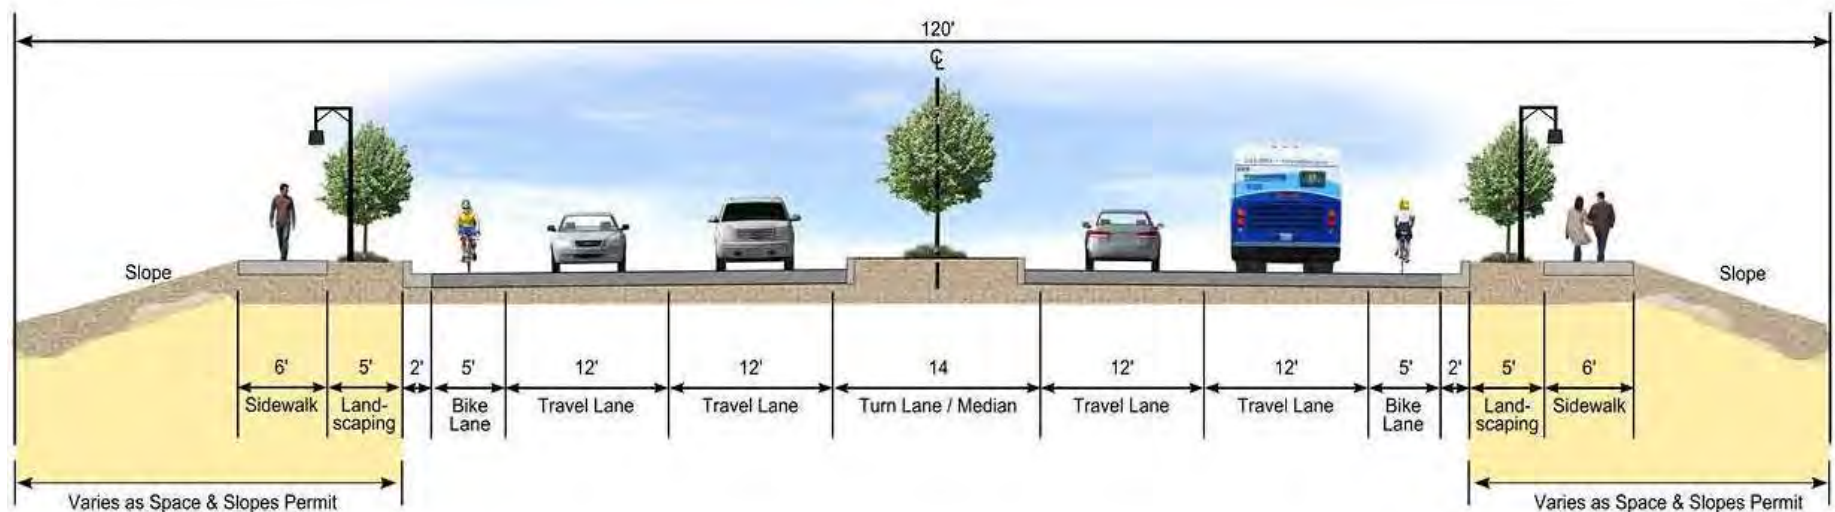 120'
℄
Slope
Slope
6'
5'
2'
5'
12'
12'
14
12'
12'
5'
2'
5'
6'
Sidewalk
Land-
scaping
Bike
Lane
Travel Lane
Travel Lane
Turn Lane / Median
Travel Lane
Travel Lane
Bike
Lane
Land-
scaping
Sidewalk
Varies as Space & Slopes Permit
Varies as Space & Slopes Permit